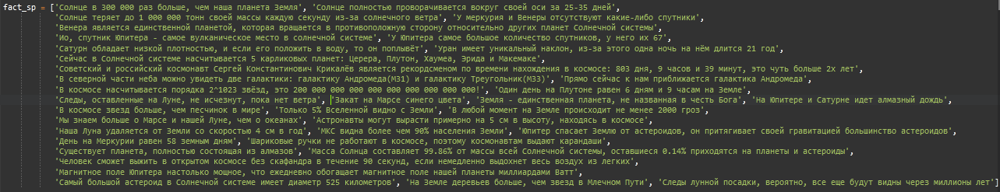 fact_sp = ['Солнце в 300 000 раз больше, чем наша планета Земля', 'Солнце полностью проворачивается вокруг своей оси за 25-35 дней',
'Солнце теряет до 1 000 000 тонн своей массы каждую секунду из-за солнечного ветра', 'У меркурия и Венеры отсутствуют какие-либо спутники',
'Венера является единственной планетой, которая вращается в противоположную сторону относительно других планет Солнечной системы',
'Ио, спутник Юпитера - самое вулканическое место в солнечной системе', 'У Юпитера самое большое количество спутников, у него их 67',
'Сатурн обладает низкой плотностью, и если его положить в воду, то он поплывёт', 'Уран имеет уникальный наклон, из-за этого одна ночь на нём длится 21 год',
'Сейчас в Солнечной системе насчитывается 5 карликовых планет: Церера, Плутон, Хаумеа, Эрида и Макемаке',
'Советский и российский космонавт Сергей Константинович Крикалёв является рекордсменом по времени нахождения в космосе: 803 дня, 9 часов и 39 минут, это чуть больше 2х лет',
'В северной части неба можно увидеть две галактики: галактику Андромеда(М31) и галактику Треугольник(М33)', 'Прямо сейчас к нам приближается галактика Андромеда',
'В космосе насчитывается порядка 2^1023 звёзд, это 200 000 000 000 000 000 000 000 000 000!', 'Один день на Плутоне равен 6 дням и 9 часам на Земле',
'Следы, оставленные на Луне, не исчезнут, пока нет ветра', 'Закат на Марсе синего цвета', 'Земля - единственная планета, не названная в честь Бога', 'На Юпитере и Сатурне идет алмазный дождь',
'В космосе звезд больше, чем песчинок в мире', 'Только 5% Вселенной видно с Земли', 'В любой момент на Земле происходит не менее 2000 гроз',
'Мы знаем больше о Марсе и нашей Луне, чем о океанах', 'Астронавты могут вырасти примерно на 5 см в высоту, находясь в космосе',
'Наша Луна удаляется от Земли со скоростью 4 см в год', 'МКС видна более чем 90% населения Земли', 'Юпитер спасает Землю от астероидов, он притягивает своей гравитацией большинство астероидов',
'День на Меркурии равен 58 земным дням', 'Шариковые ручки не работают в космосе, поэтому космонавтам выдают карандаши',
'Существует планета, полностью состоящая из алмазов', 'Масса Солнца составляет 99.86% от массы всей Солнечной системы, оставшиеся 0.14% приходятся на планеты и астероиды',
'Человек сможет выжить в открытом космосе без скафандра в течение 90 секунд, если немедленно выдохнет весь воздух из легких',
'Магнитное поле Юпитера настолько мощное, что ежедневно обогащает магнитное поле нашей планеты миллиардами Ватт',
'Самый большой астероид в Солнечной системе имеет диаметр 525 километров', 'На Земле деревьев больше, чем звезд в Млечном Пути', 'Следы лунной посадки, вероятно, все еще будут видны через миллионы лет']